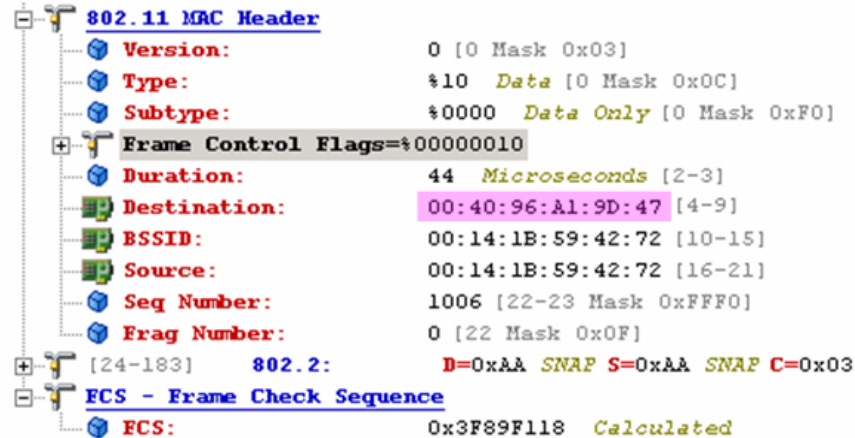 802.11 MAC Header
Version: 0 [0 Mask 0x03]
Type: %10 Data [0 Mask 0x0C]
Subtype: %0000 Data Only [0 Mask 0xF0]
Frame Control Flags=%00000010
Duration: 44 Microseconds [2-3]
Destination: 00:40:96:A1:9D:47 [4-9]
BSSID: 00:14:1B:59:42:72 [10-15]
Source: 00:14:1B:59:42:72 [16-21]
Seq Number: 1006 [22-23 Mask 0xFFF0]
Frag Number: 0 [22 Mask 0x0F]
[24-183] 802.2: D=0xAA SNAP S=0xAA SNAP C=0x03
FCS - Frame Check Sequence
FCS: 0x3F89F118 Calculated